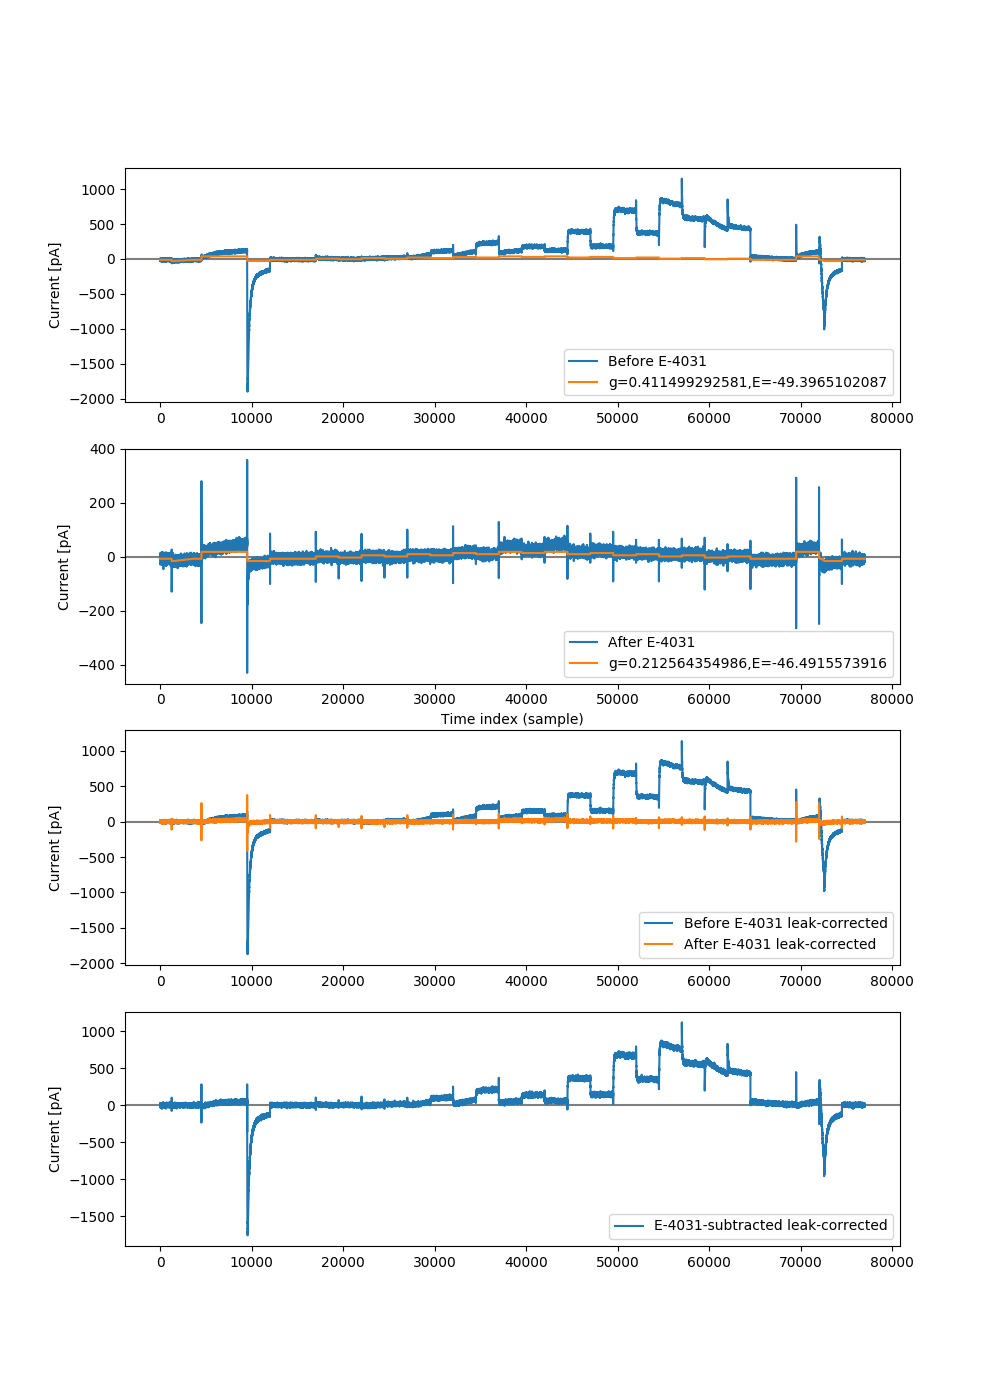 1000
500
0
−500
−1000
−1500
−2000
Current [pA]
Before E-4031
g=0.411499292581,E=-49.3965102087
0 10000 20000 30000 40000 50000 60000 70000 80000
400
200
0
−200
−400
Current [pA]
After E-4031
g=0.212564354986,E=-46.4915573916
0 10000 20000 30000 40000 50000 60000 70000 80000
Time index (sample)
1000
500
0
−500
−1000
−1500
−2000
Current [pA]
Before E-4031 leak-corrected
After E-4031 leak-corrected
0 10000 20000 30000 40000 50000 60000 70000 80000
1000
500
0
−500
−1000
−1500
Current [pA]
E-4031-subtracted leak-corrected
0 10000 20000 30000 40000 50000 60000 70000 80000